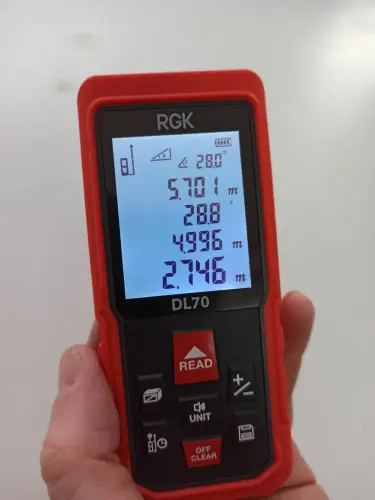 RGK
28.0°
5.701 m
28.8°
4.996 m
2.746 m
DL70
READ
UNIT
OFF
CLEAR